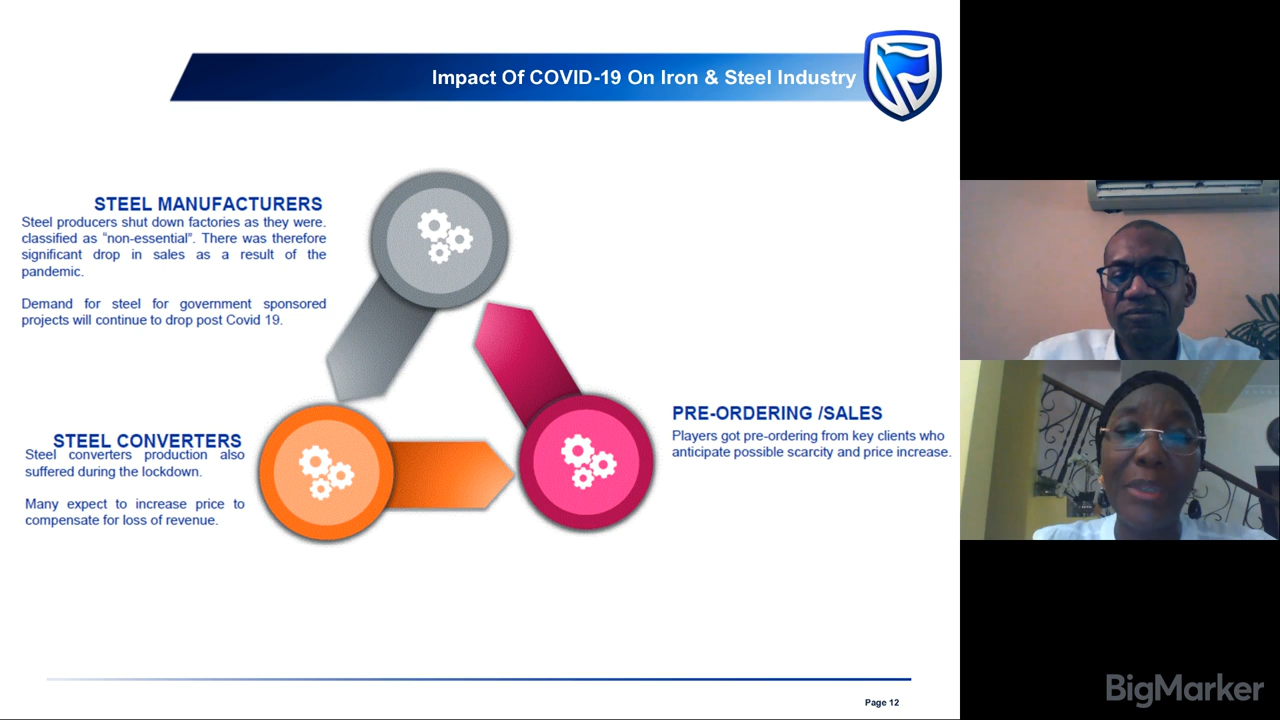 Impact Of COVID-19 On Iron & Steel Industry
STEEL MANUFACTURERS
Steel producers shut down factories as they were.
classified as “non-essential”. There was therefore
significant drop in sales as a result of the
pandemic.
Demand for steel for government sponsored
projects will continue to drop post Covid 19.
STEEL CONVERTERS
Steel converters production also
suffered during the lockdown.
Many expect to increase price to
compensate for loss of revenue.
PRE-ORDERING /SALES
Players got pre-ordering from key clients who
anticipate possible scarcity and price increase.
Page 12
BigMarker